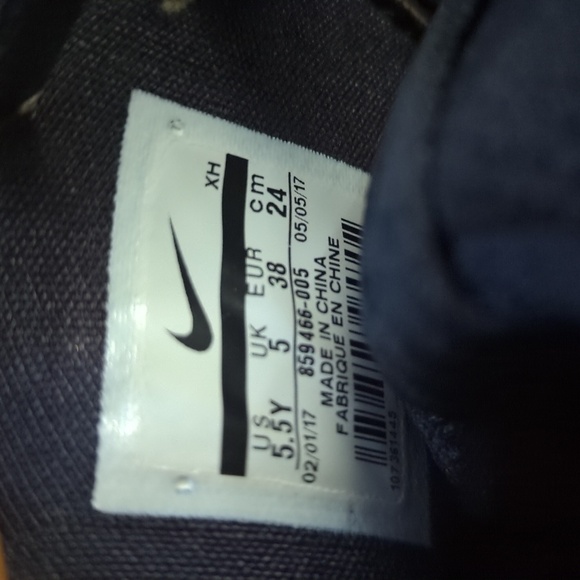 XH
US UK EUR cm
5.5Y 5 38 24
02/01/17 859466-005 05/05/17
MADE IN CHINA
FABRIQUE EN CHINE